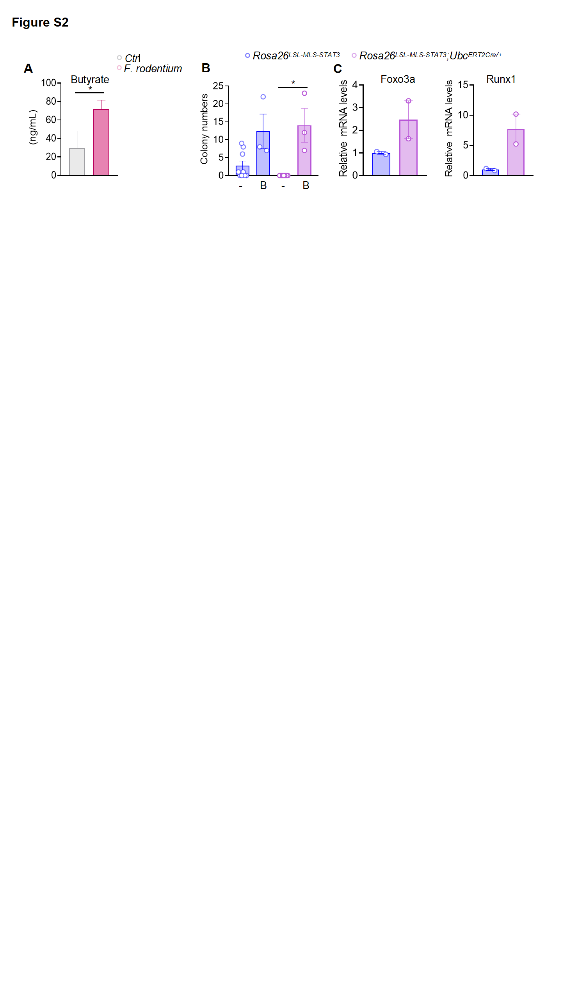 Figure S2
A
Ctrl
F. rodentium
Butyrate
*
(ng/mL)
100
80
60
40
20
0
Rosa26LSL-MLS-STAT3
Rosa26LSL-MLS-STAT3;UbcERT2Cre/+
B
*
Colony numbers
25
20
15
10
5
0
- B - B
C
Foxo3a
Relative mRNA levels
4
3
2
1
0
Runx1
Relative mRNA levels
15
10
5
0